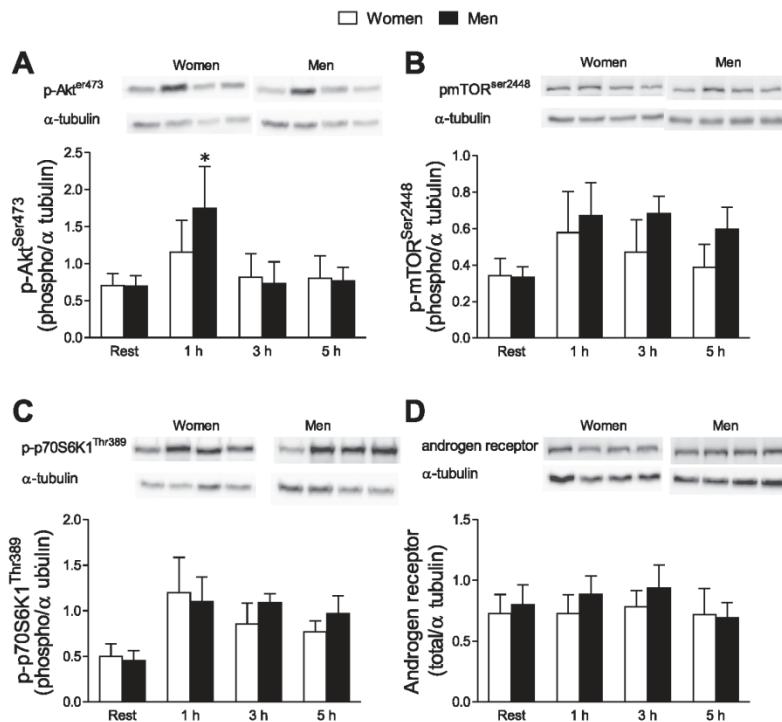 Women Men
A
Women Men
p-Akt^er473
α-tubulin
2.5
2.0
1.5
1.0
0.5
0.0
p-Akt^Ser473
(phospho/α tubulin)
*
Rest 1 h 3 h 5 h
B
Women Men
pmTOR^ser2448
α-tubulin
1.0
0.8
0.6
0.4
0.2
0.0
p-mTOR^Ser2448
(phospho/α tubulin)
Rest 1 h 3 h 5 h
C
Women Men
p-p70S6K1^Thr389
α-tubulin
2.0
1.5
1.0
0.5
0.0
p-p70S6K1^Thr389
(phospho/α ubulin)
Rest 1 h 3 h 5 h
D
Women Men
androgen receptor
α-tubulin
1.5
1.0
0.5
0.0
Androgen receptor
(total/α tubulin)
Rest 1 h 3 h 5 h